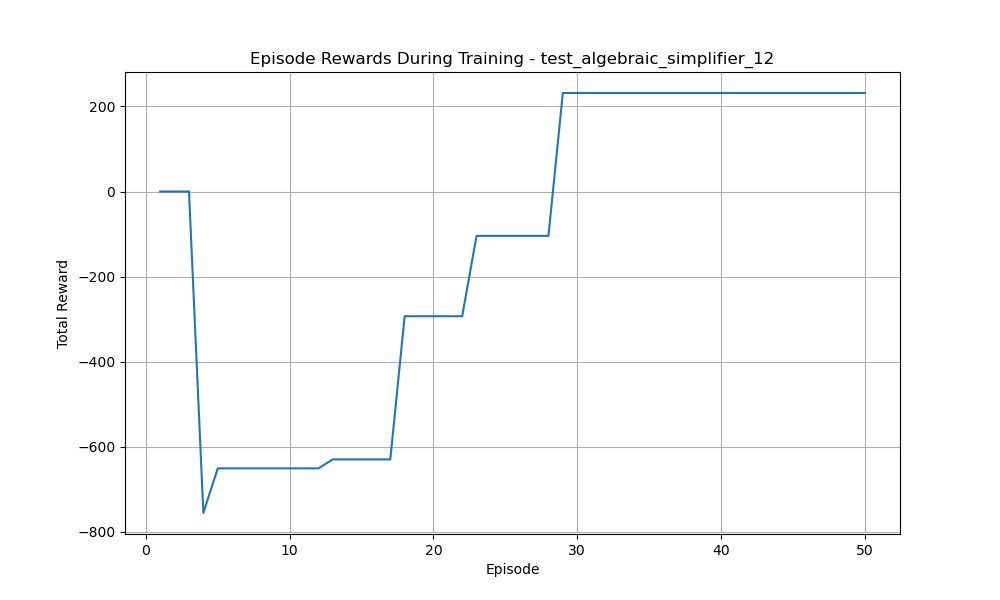 Episode Rewards During Training - test_algebraic_simplifier_12
200
0
−200
−400
−600
−800
Total Reward
0 10 20 30 40 50
Episode